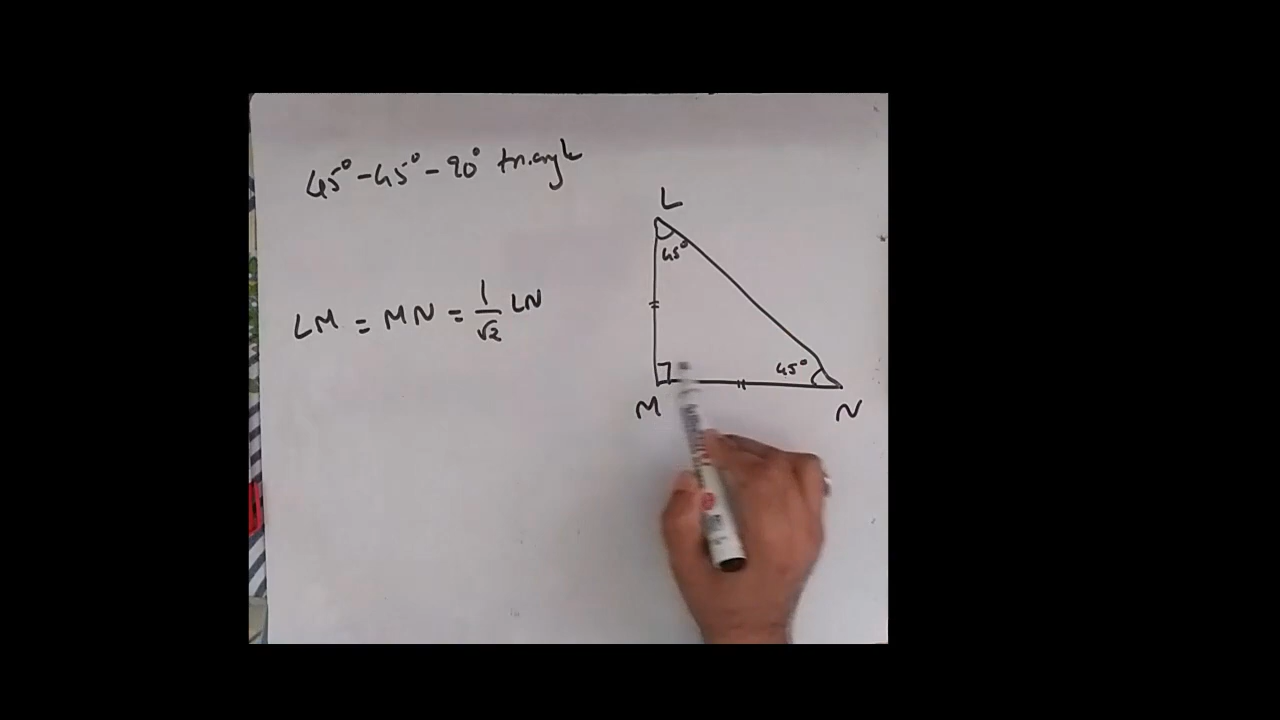 45° - 45° - 90° triangle
L
45°
LM = MN = 1/√2 LN
45°
M
N